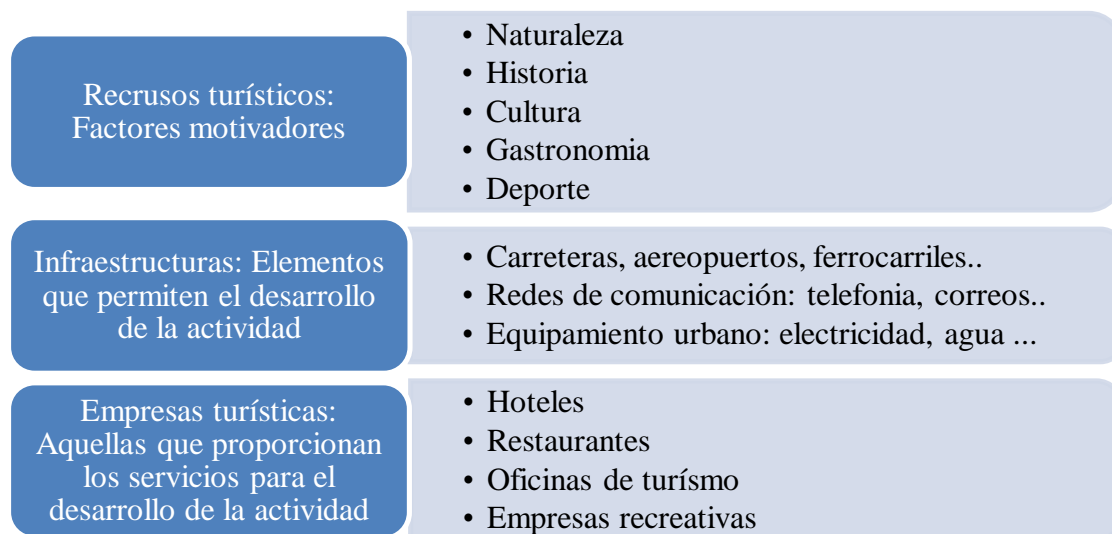 Recrusos turísticos:
Factores motivadores
• Naturaleza
• Historia
• Cultura
• Gastronomia
• Deporte
Infraestructuras: Elementos
que permiten el desarrollo
de la actividad
• Carreteras, aereopuertos, ferrocarriles..
• Redes de comunicación: telefonia, correos..
• Equipamiento urbano: electricidad, agua ...
Empresas turísticas:
Aquellas que proporcionan
los servicios para el
desarrollo de la actividad
• Hoteles
• Restaurantes
• Oficinas de turísmo
• Empresas recreativas